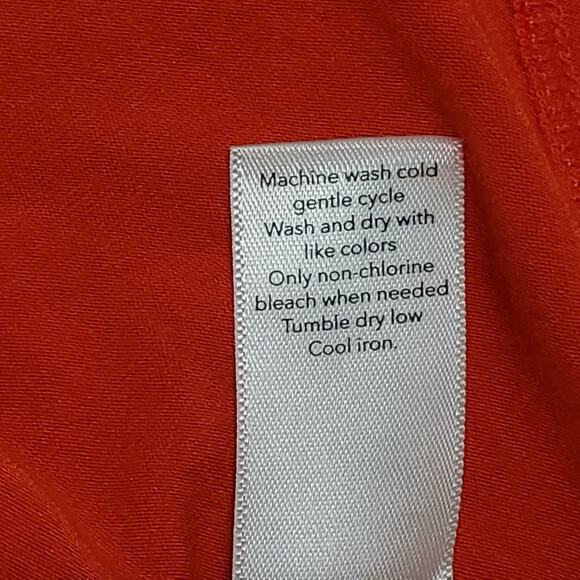 Machine wash cold
gentle cycle
Wash and dry with
like colors
Only non-chlorine
bleach when needed
Tumble dry low
Cool iron.